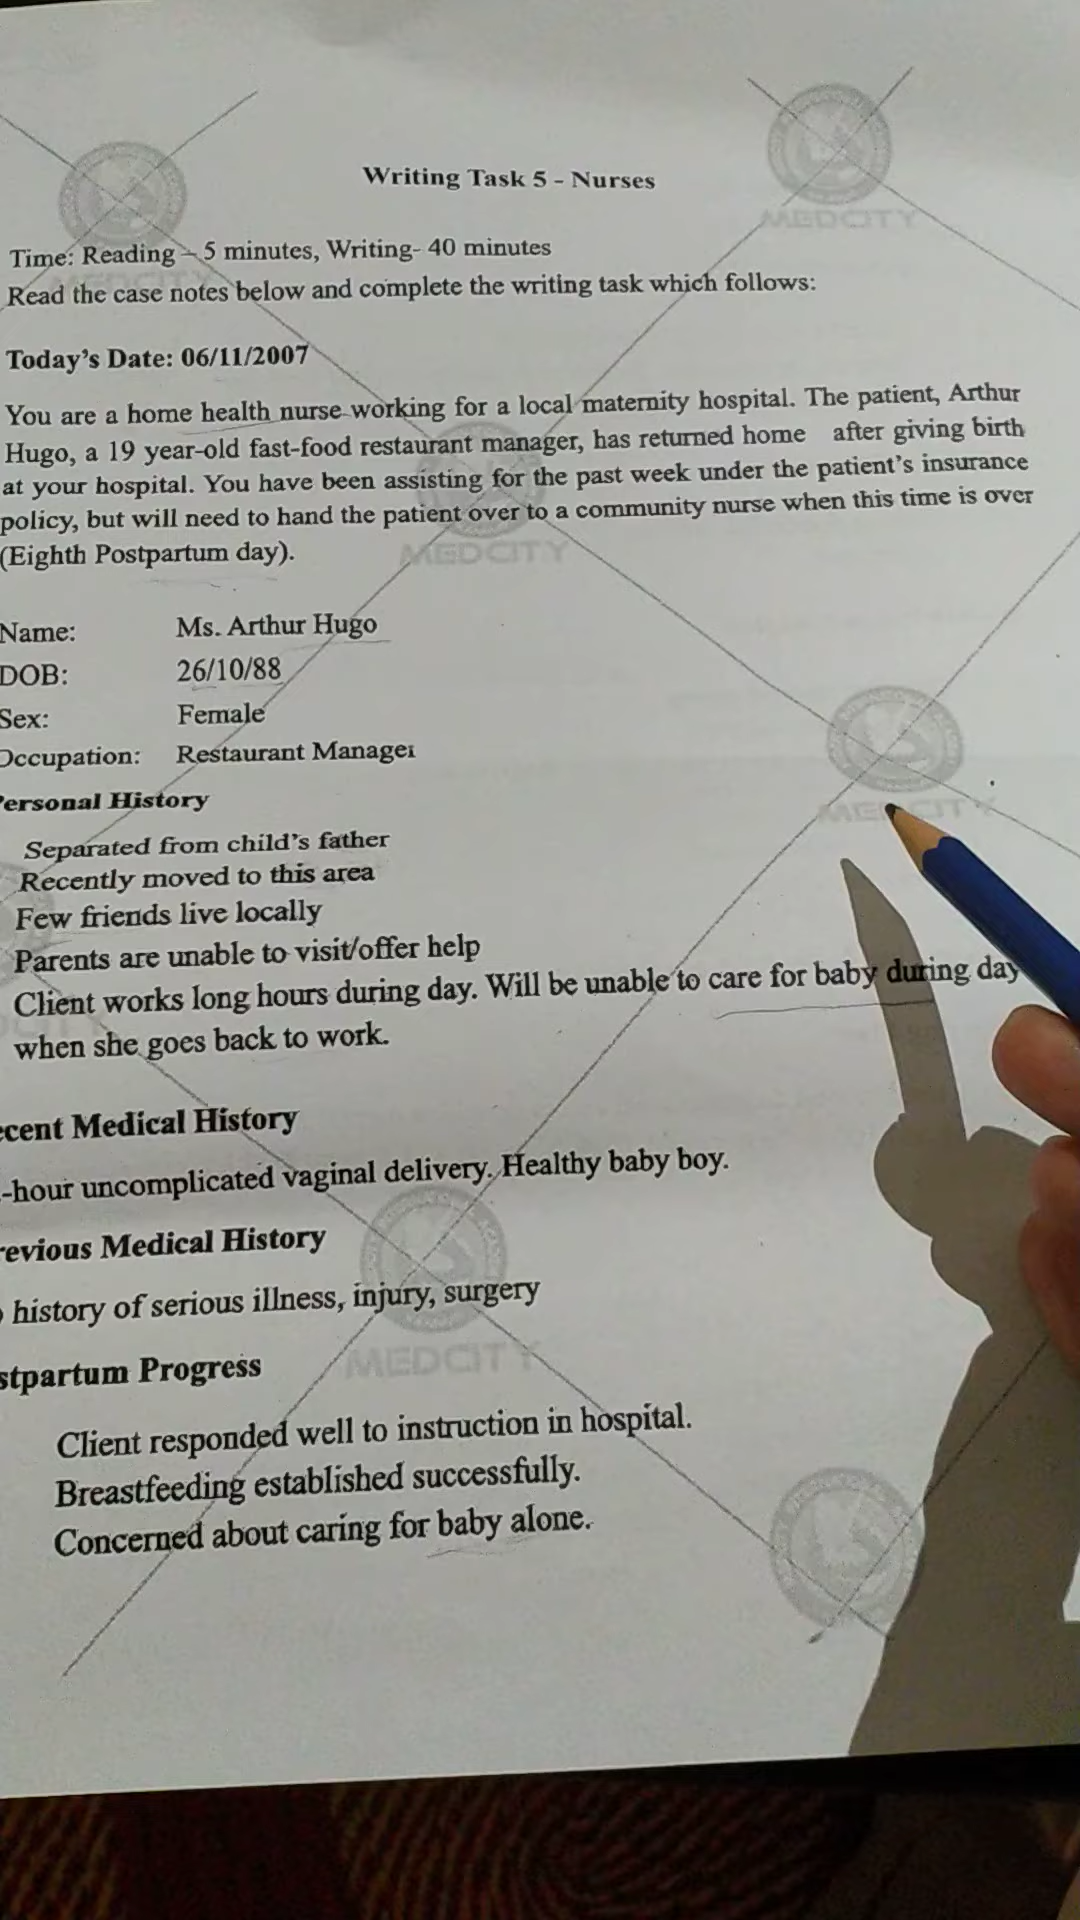 Writing Task 5 - Nurses
MEDCITY
Time: Reading – 5 minutes, Writing- 40 minutes
Read the case notes below and complete the writing task which follows:
Today's Date: 06/11/2007
You are a home health nurse working for a local maternity hospital. The patient, Arthur
Hugo, a 19 year-old fast-food restaurant manager, has returned home after giving birth
at your hospital. You have been assisting for the past week under the patient's insurance
policy, but will need to hand the patient over to a community nurse when this time is over
(Eighth Postpartum day).
MEDCITY
Name: Ms. Arthur Hugo
DOB: 26/10/88
Sex: Female
Occupation: Restaurant Manager
MEDCITY
Personal History
Separated from child's father
Recently moved to this area
Few friends live locally
Parents are unable to visit/offer help
Client works long hours during day. Will be unable to care for baby during day
when she goes back to work.
ecent Medical History
-hour uncomplicated vaginal delivery. Healthy baby boy.
revious Medical History
history of serious illness, injury, surgery
MEDCITY
stpartum Progress
Client responded well to instruction in hospital.
Breastfeeding established successfully.
Concerned about caring for baby alone.